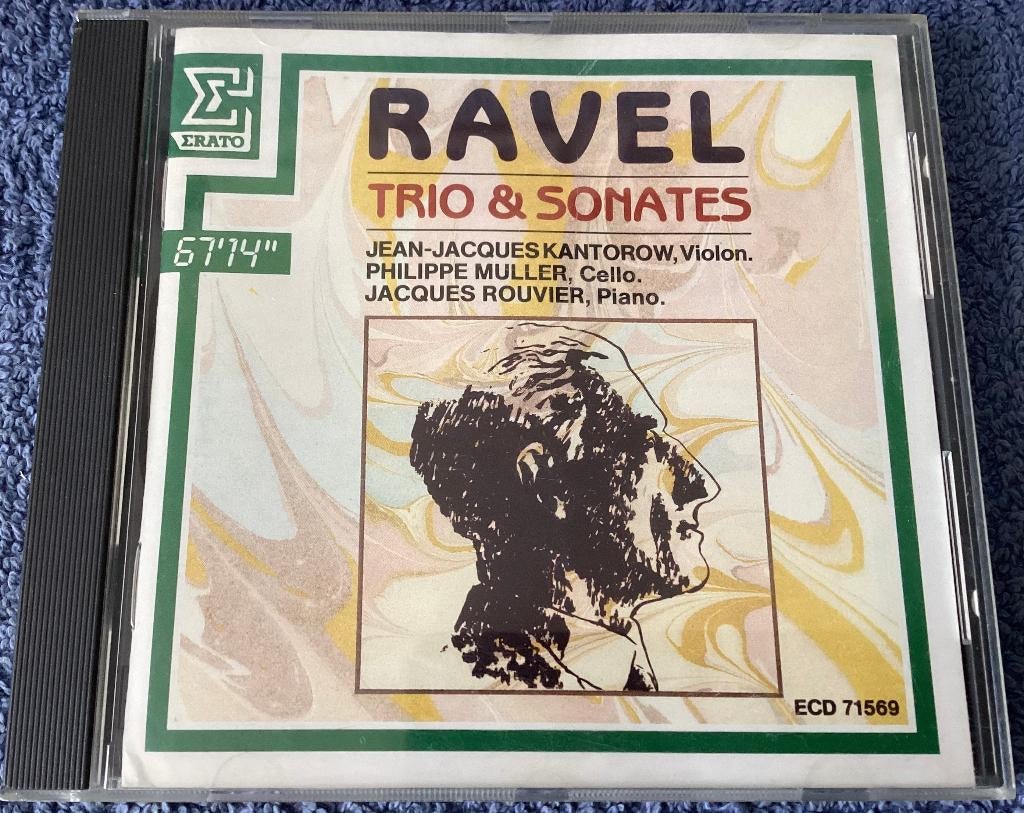 ΣRATO
RAVEL
TRIO & SONATES
67'14"
JEAN-JACQUES KANTOROW, Violon.
PHILIPPE MULLER, Cello.
JACQUES ROUVIER, Piano.
ECD 71569